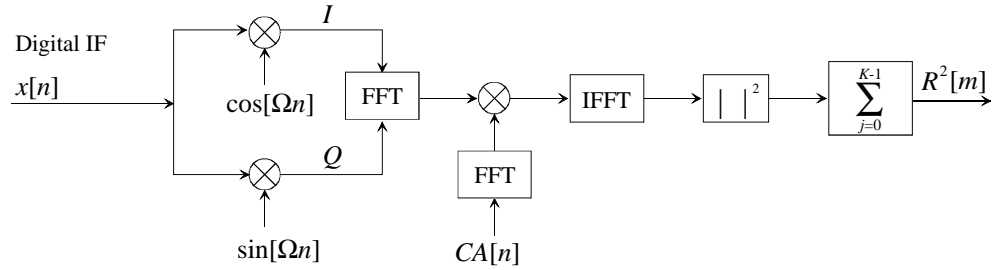 I
Digital IF
x[n]
cos[Ωn]
FFT
IFFT
| |²
K-1
∑
j=0
R²[m]
Q
FFT
sin[Ωn]
CA[n]